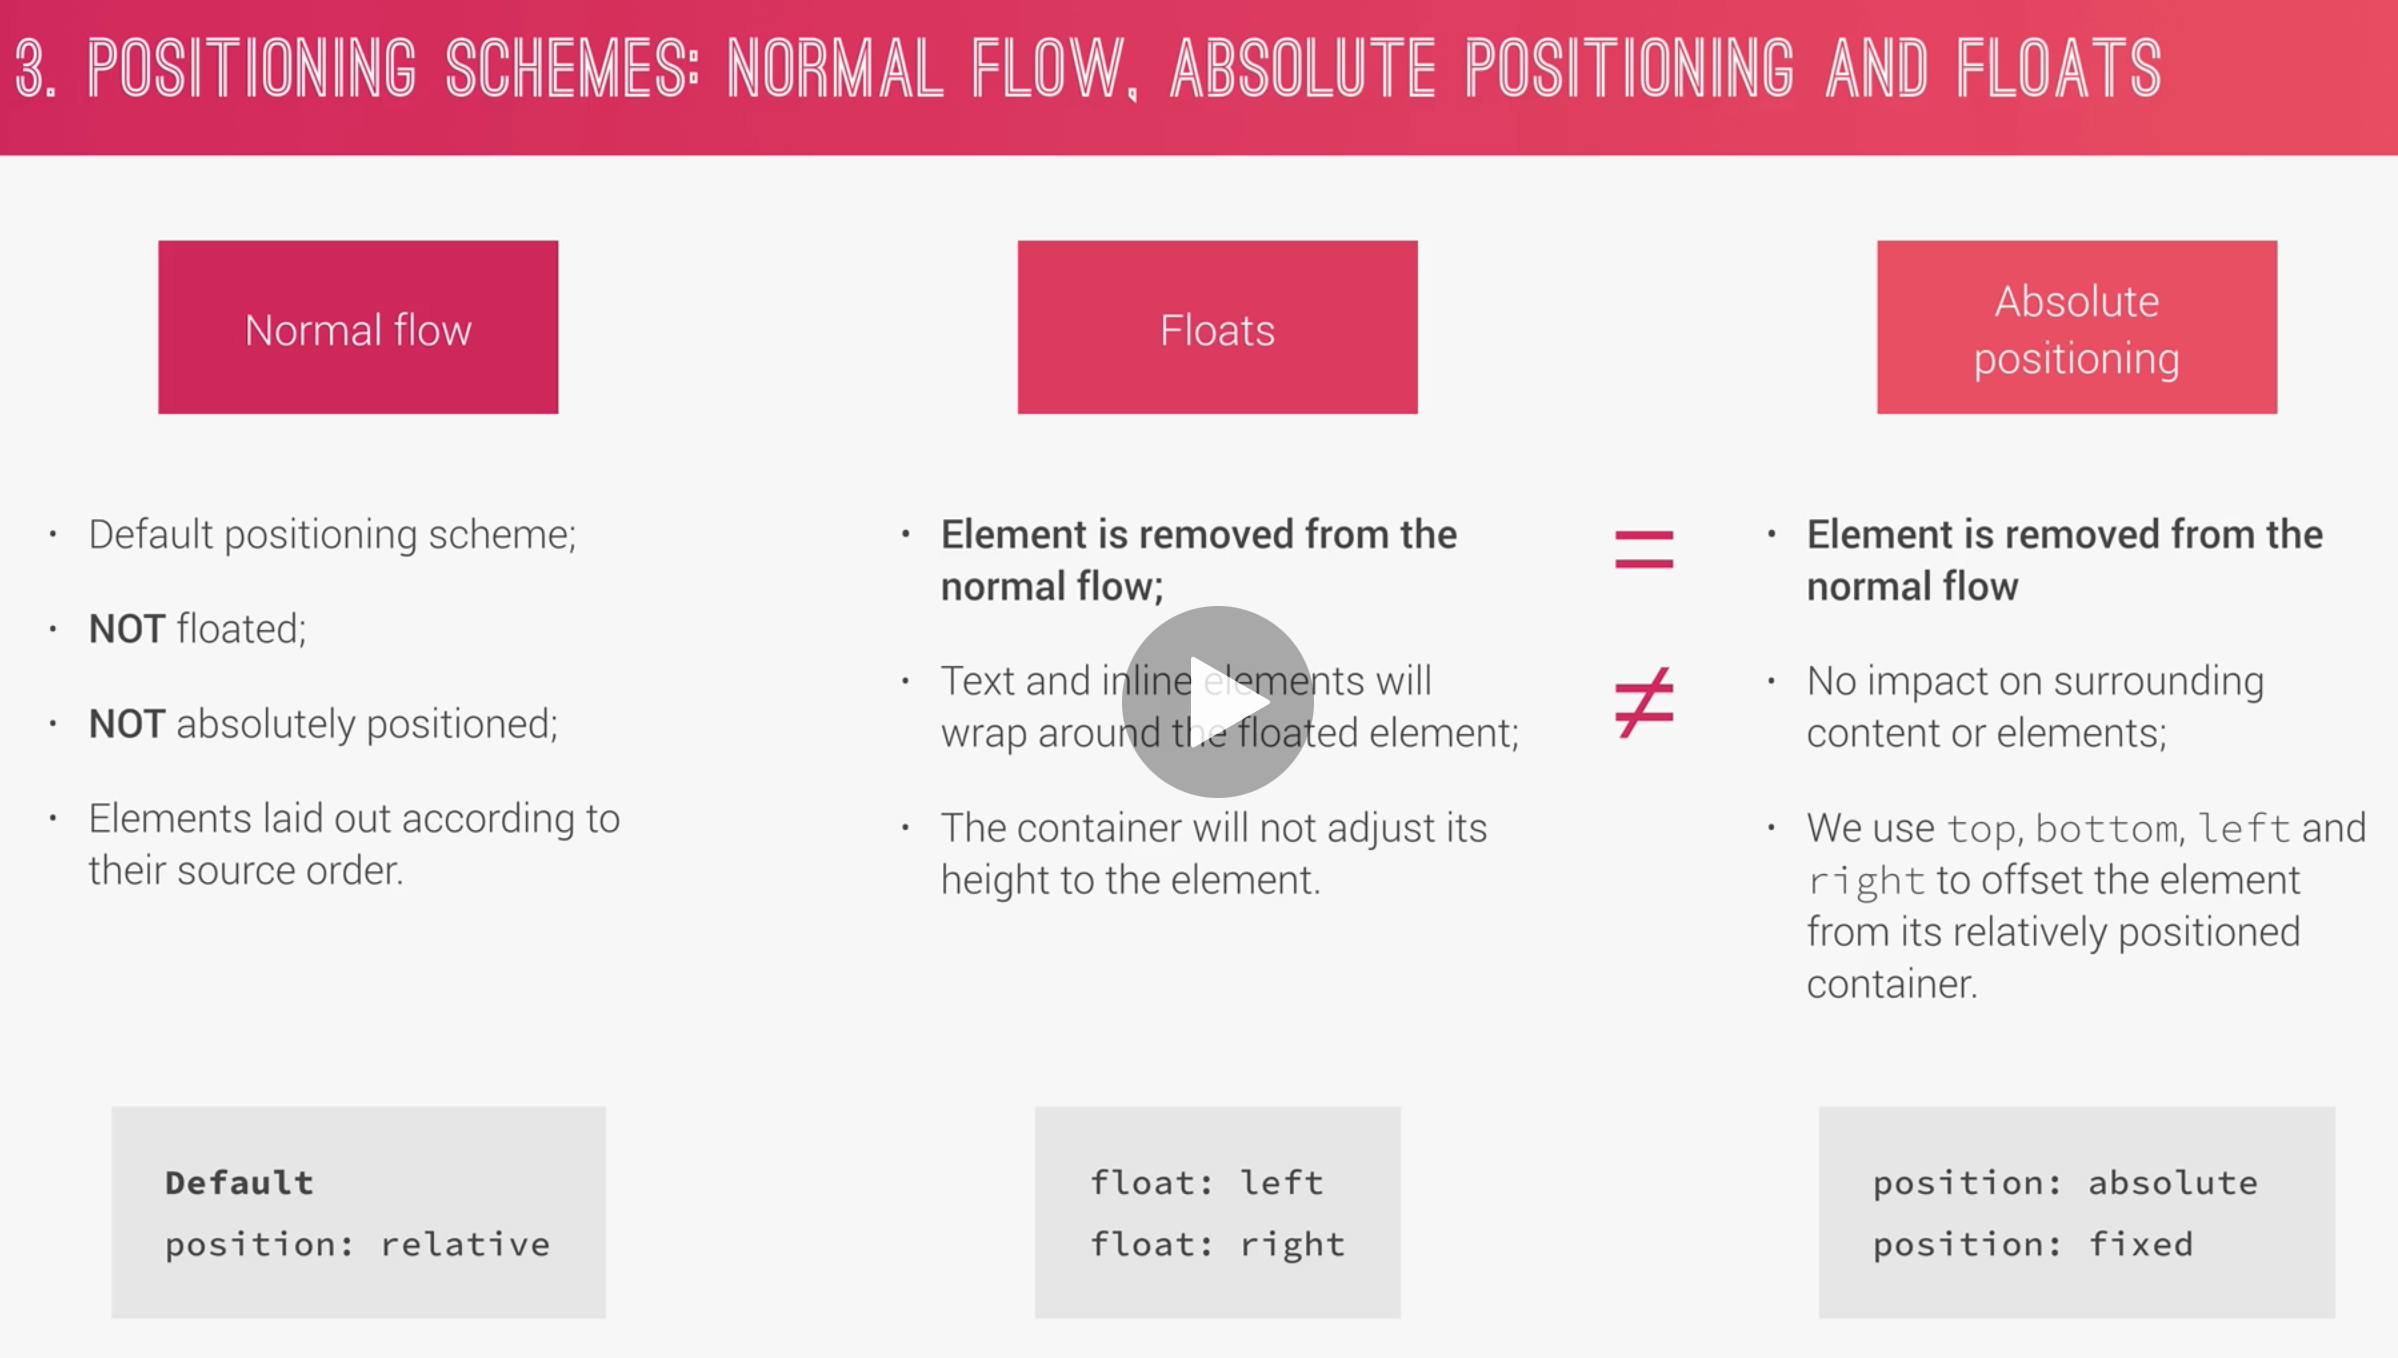 3. POSITIONING SCHEMES: NORMAL FLOW, ABSOLUTE POSITIONING AND FLOATS
Normal flow
• Default positioning scheme;
• NOT floated;
• NOT absolutely positioned;
• Elements laid out according to
their source order.
Default
position: relative
Floats
• Element is removed from the
normal flow;
• Text and inline elements will
wrap around the floated element;
• The container will not adjust its
height to the element.
float: left
float: right
=
≠
Absolute
positioning
• Element is removed from the
normal flow
• No impact on surrounding
content or elements;
• We use top, bottom, left and
right to offset the element
from its relatively positioned
container.
position: absolute
position: fixed